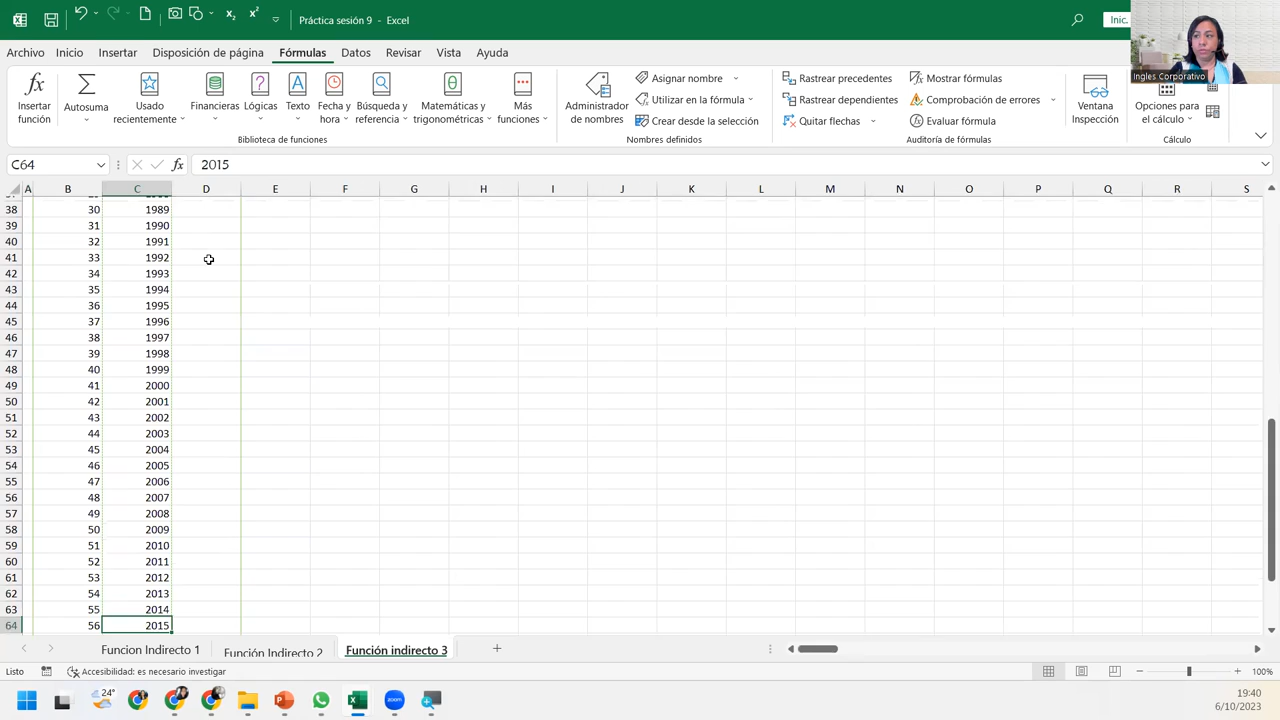 Práctica sesión 9 - Excel
Inic.
Ingles Corporativo
Archivo Inicio Insertar Disposición de página Fórmulas Datos Revisar Vista Ayuda
Insertar función
Autosuma
Usado recientemente
Financieras
Lógicas
Texto
Fecha y hora
Búsqueda y referencia
Matemáticas y trigonométricas
Más funciones
Biblioteca de funciones
Administrador de nombres
Asignar nombre
Utilizar en la fórmula
Crear desde la selección
Nombres definidos
Rastrear precedentes
Rastrear dependientes
Quitar flechas
Mostrar fórmulas
Comprobación de errores
Evaluar fórmula
Auditoría de fórmulas
Ventana Inspección
Opciones para el cálculo
Cálculo
C64 fx 2015
A B C D E F G H I J K L M N O P Q R S
38 30 1989
39 31 1990
40 32 1991
41 33 1992
42 34 1993
43 35 1994
44 36 1995
45 37 1996
46 38 1997
47 39 1998
48 40 1999
49 41 2000
50 42 2001
51 43 2002
52 44 2003
53 45 2004
54 46 2005
55 47 2006
56 48 2007
57 49 2008
58 50 2009
59 51 2010
60 52 2011
61 53 2012
62 54 2013
63 55 2014
64 56 2015
Funcion Indirecto 1 Función Indirecto 2 Función indirecto 3
Listo Accesibilidad: es necesario investigar 100%
24°
zoom
19:40
6/10/2023